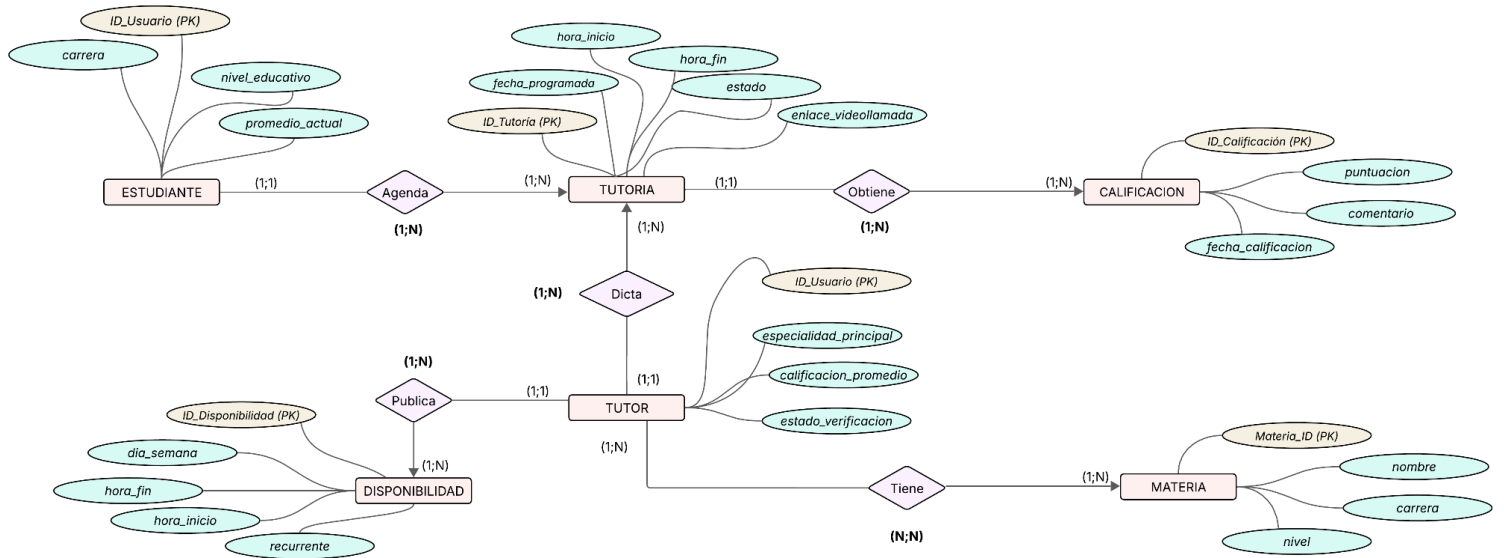 ID_Usuario (PK)
carrera
nivel_educativo
promedio_actual
ESTUDIANTE
(1;1)
Agenda
(1;N)
(1;N)
hora_inicio
hora_fin
fecha_programada
estado
ID_Tutoría (PK)
enlace_videollamada
TUTORIA
(1;1)
Obtiene
(1;N)
(1;N)
ID_Calificación (PK)
CALIFICACION
puntuacion
comentario
fecha_calificacion
(1;N)
(1;N)
Dicta
(1;1)
ID_Usuario (PK)
especialidad_principal
calificacion_promedio
estado_verificacion
TUTOR
(1;1)
(1;N)
(1;N)
Publica
(1;N)
ID_Disponibilidad (PK)
dia_semana
hora_fin
hora_inicio
recurrente
DISPONIBILIDAD
Tiene
(N;N)
(1;N)
Materia_ID (PK)
MATERIA
nombre
carrera
nivel